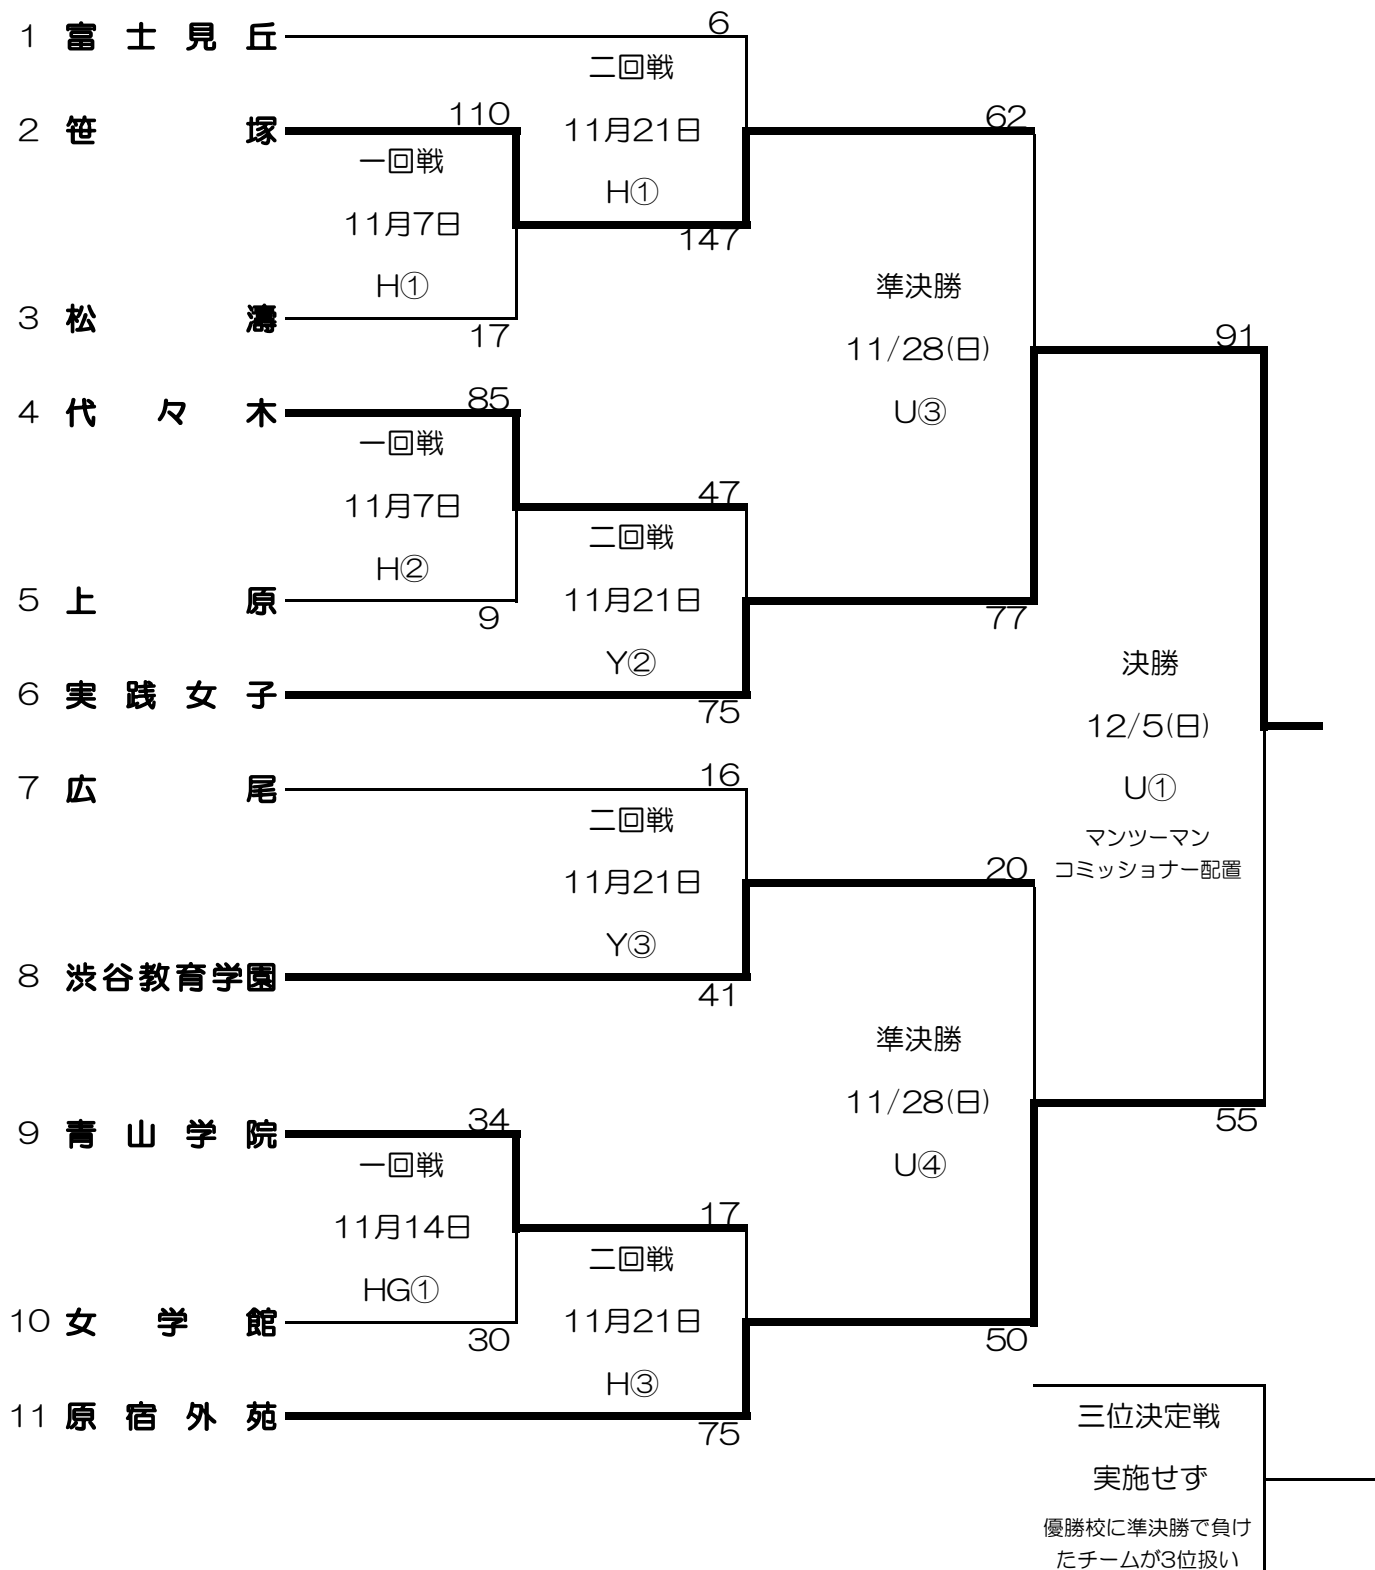 6
1 富士見丘
二回戦
110
62
2 笹塚
11月21日
一回戦
H①
11月7日
147
H①
準決勝
3 松濤
17
91
11/28(日)
85
4 代々木
U③
一回戦
47
11月7日
二回戦
H②
5 上原
11月21日
9
77
Y②
決勝
6 実践女子
75
12/5(日)
16
7 広尾
U①
二回戦
マンツーマン
20
コミッショナー配置
11月21日
Y③
8 渋谷教育学園
41
準決勝
11/28(日)
34
55
9 青山学院
一回戦
U④
17
11月14日
二回戦
HG①
10 女学館
11月21日
30
50
H③
11 原宿外苑
三位決定戦
75
実施せず
優勝校に準決勝で負け
たチームが3位扱い